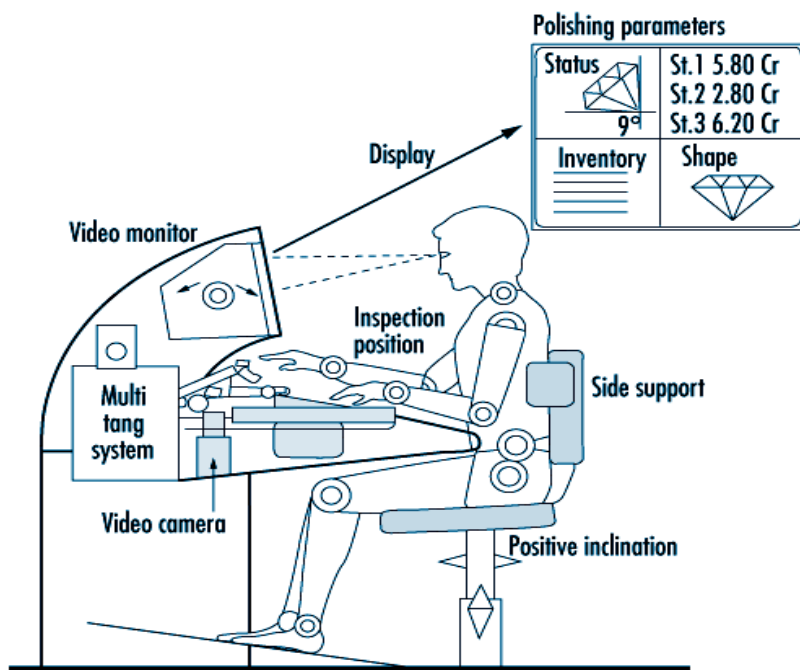 Polishing parameters
Status
9°
St.1 5.80 Cr
St.2 2.80 Cr
St.3 6.20 Cr
Inventory
Shape
Display
Video monitor
Inspection
position
Side support
Multi
tang
system
Video camera
Positive inclination